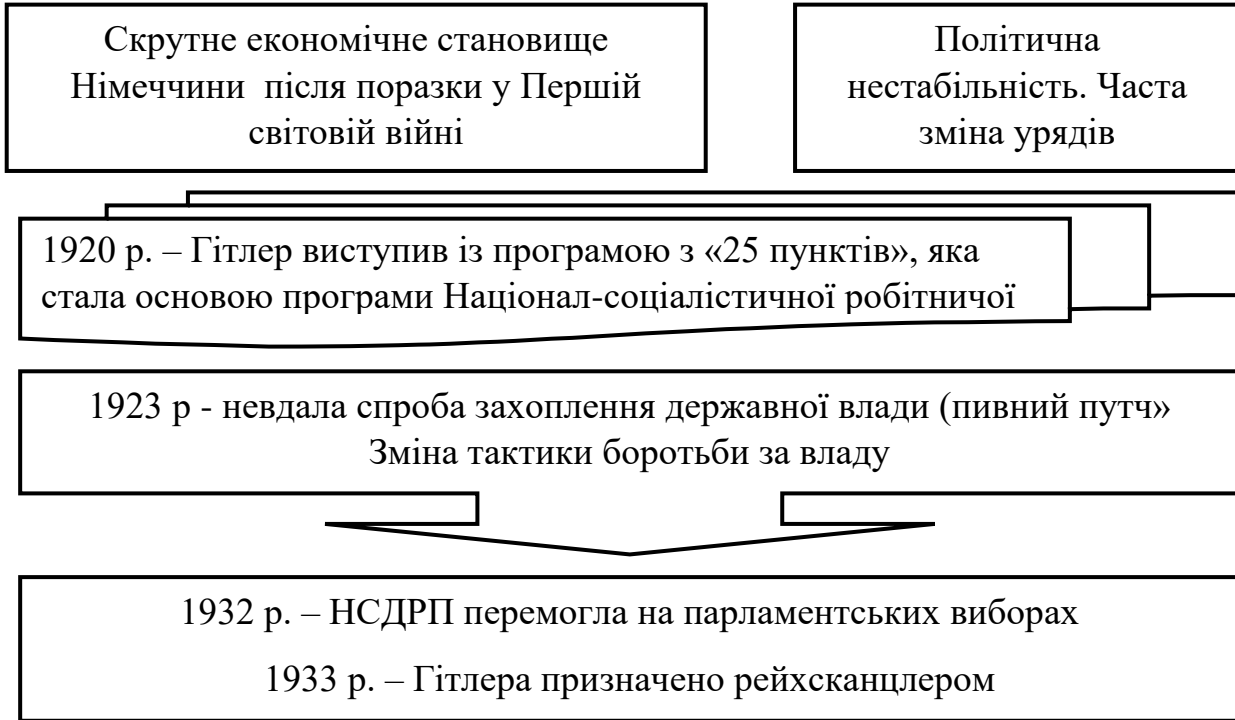 Скрутне економічне становище
Німеччини після поразки у Першій
світовій війні
Політична
нестабільність. Часта
зміна урядів
1920 р. – Гітлер виступив із програмою з «25 пунктів», яка
стала основою програми Націонал-соціалістичної робітничої
1923 р - невдала спроба захоплення державної влади (пивний путч»
Зміна тактики боротьби за владу
1932 р. – НСДРП перемогла на парламентських виборах
1933 р. – Гітлера призначено рейхсканцлером